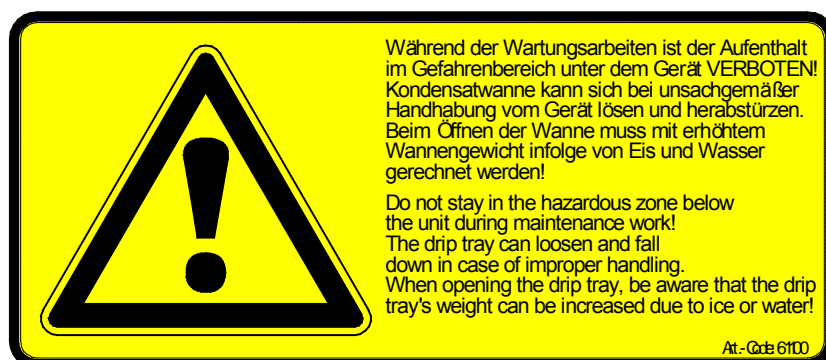 Während der Wartungsarbeiten ist der Aufenthalt
im Gefahrenbereich unter dem Gerät VERBOTEN!
Kondensatwanne kann sich bei unsachgemäßer
Handhabung vom Gerät lösen und herabstürzen.
Beim Öffnen der Wanne muss mit erhöhtem
Wannengewicht infolge von Eis und Wasser
gerechnet werden!
Do not stay in the hazardous zone below
the unit during maintenance work!
The drip tray can loosen and fall
down in case of improper handling.
When opening the drip tray, be aware that the drip
tray's weight can be increased due to ice or water!
Art.-Code 61100